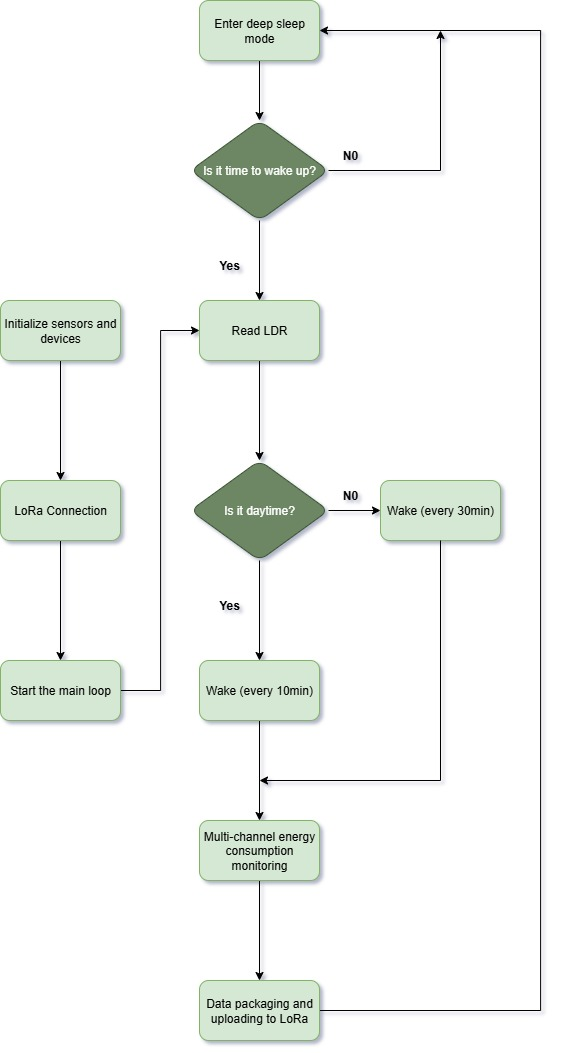 Enter deep sleep
mode
Is it time to wake up?
N0
Yes
Initialize sensors and
devices
Read LDR
LoRa Connection
Is it daytime?
N0
Wake (every 30min)
Yes
Start the main loop
Wake (every 10min)
Multi-channel energy
consumption
monitoring
Data packaging and
uploading to LoRa